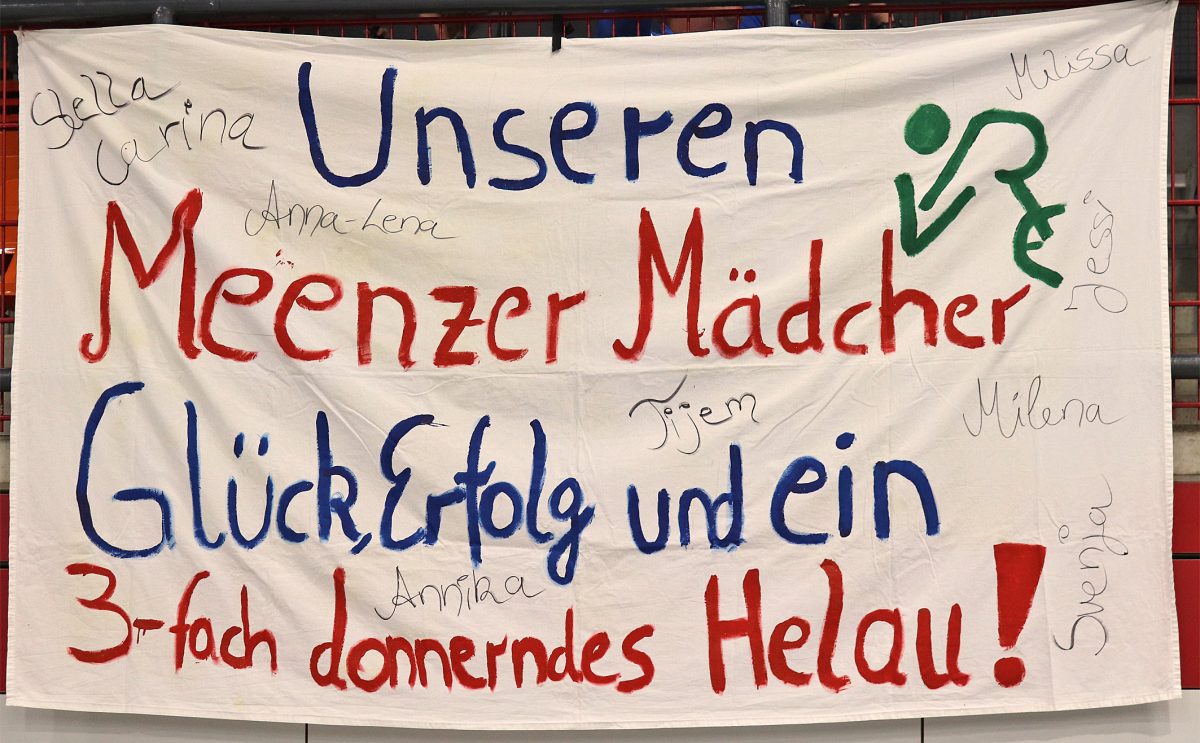 Stella
Carina
Milissa
Unseren
Anna-Lena
Jessi
Meenzer Mädcher
Tijem
Milena
Glück, Erfolg und ein
Svenja
Annika
3-fach donnerndes Helau!